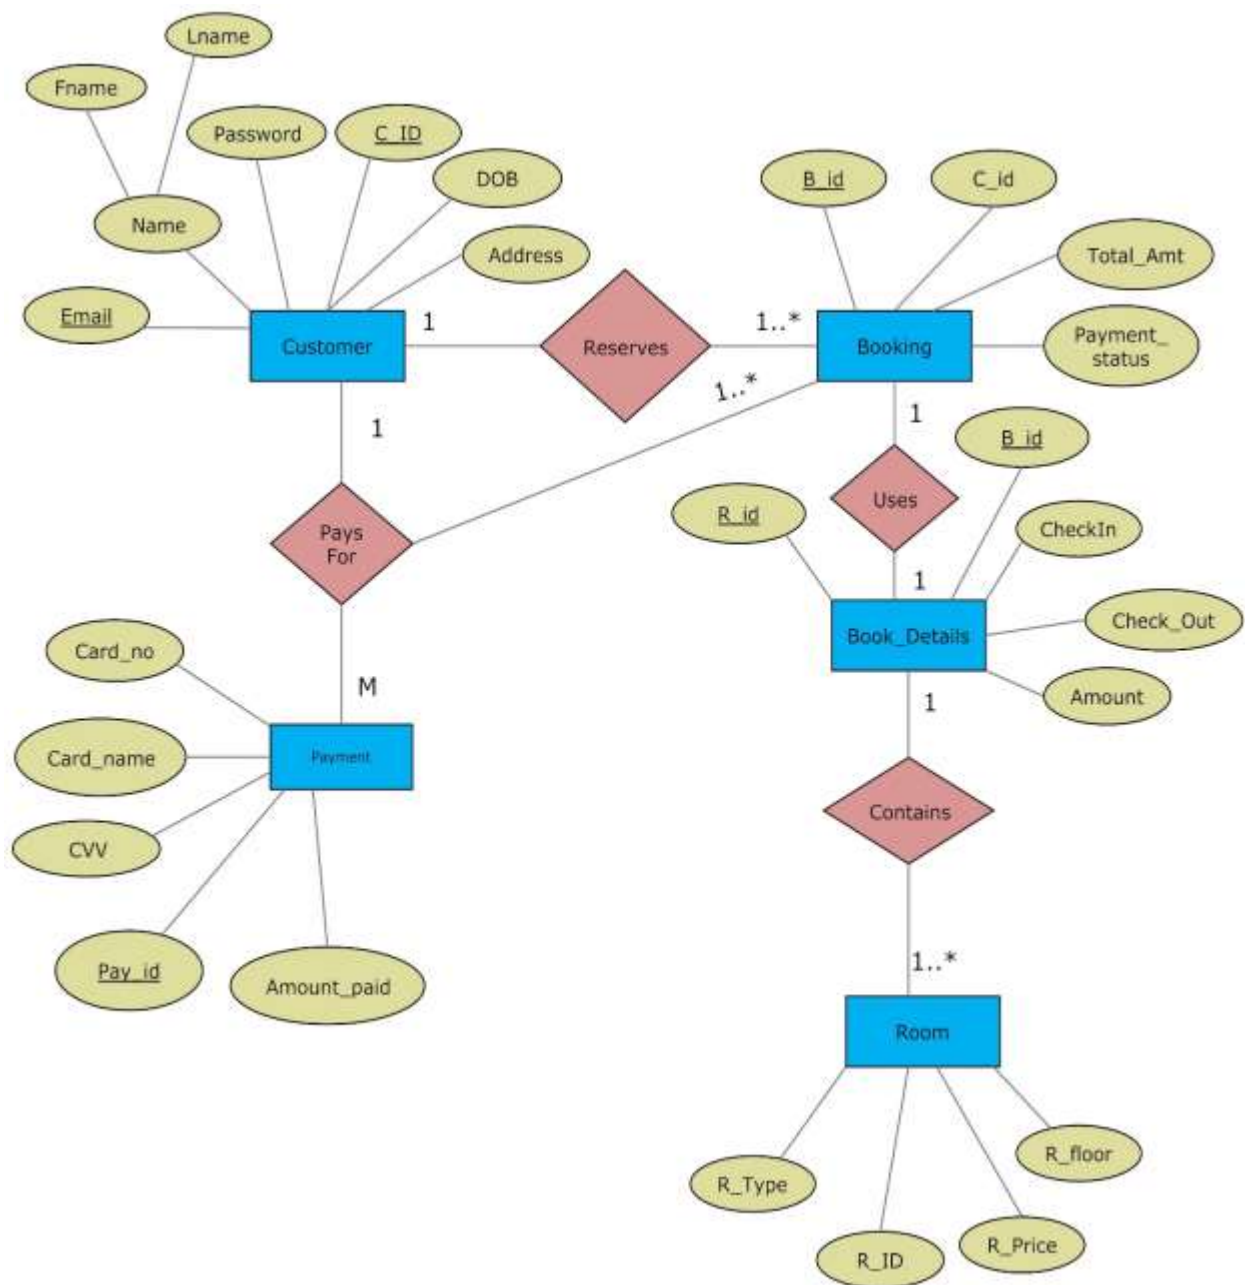 Lname
Fname
Password
C_ID
DOB
Name
Address
Email
Customer
1
Reserves
1..*
B_id
C_id
Total_Amt
Booking
Payment_
status
1..*
1
1
B_id
Uses
R_id
CheckIn
Pays
For
1
Book_Details
Check_Out
Amount
1
Card_no
M
Card_name
Payment
CVV
Contains
Pay_id
Amount_paid
1..*
Room
R_Type
R_ID
R_Price
R_floor